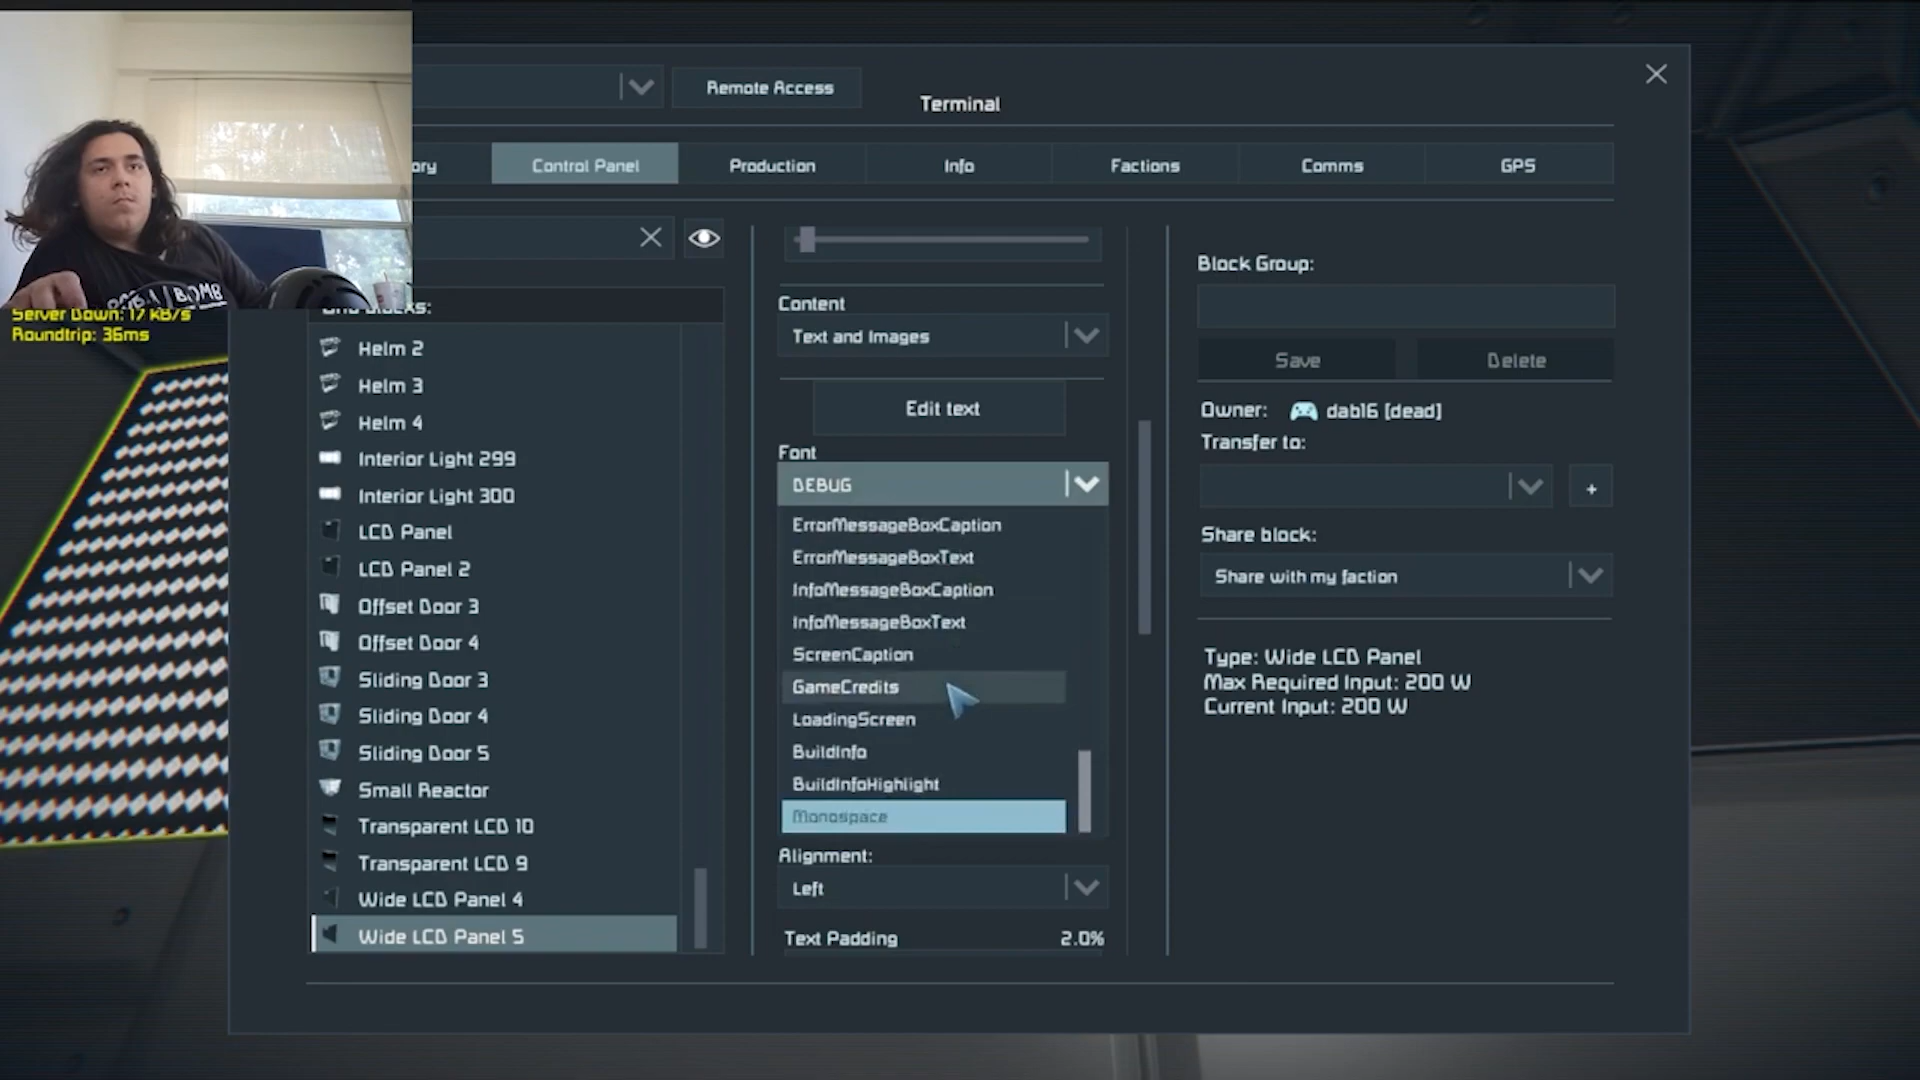 Remote Access
Terminal
ory
Control Panel
Production
Info
Factions
Comms
GPS
Server Down: 17 kB/s
Roundtrip: 36ms
Helm 2
Helm 3
Helm 4
Interior Light 299
Interior Light 300
LCD Panel
LCD Panel 2
Offset Door 3
Offset Door 4
Sliding Door 3
Sliding Door 4
Sliding Door 5
Small Reactor
Transparent LCD 10
Transparent LCD 9
Wide LCD Panel 4
Wide LCD Panel 5
Content
Text and Images
Edit text
Font
DEBUG
ErrorMessageBoxCaption
ErrorMessageBoxText
InfoMessageBoxCaption
InfoMessageBoxText
ScreenCaption
GameCredits
LoadingScreen
BuildInfo
BuildInfoHighlight
Monospace
Alignment:
Left
Text Padding 2.0%
Block Group:
Save
Delete
Owner: dab16 [dead]
Transfer to:
+
Share block:
Share with my faction
Type: Wide LCD Panel
Max Required Input: 200 W
Current Input: 200 W